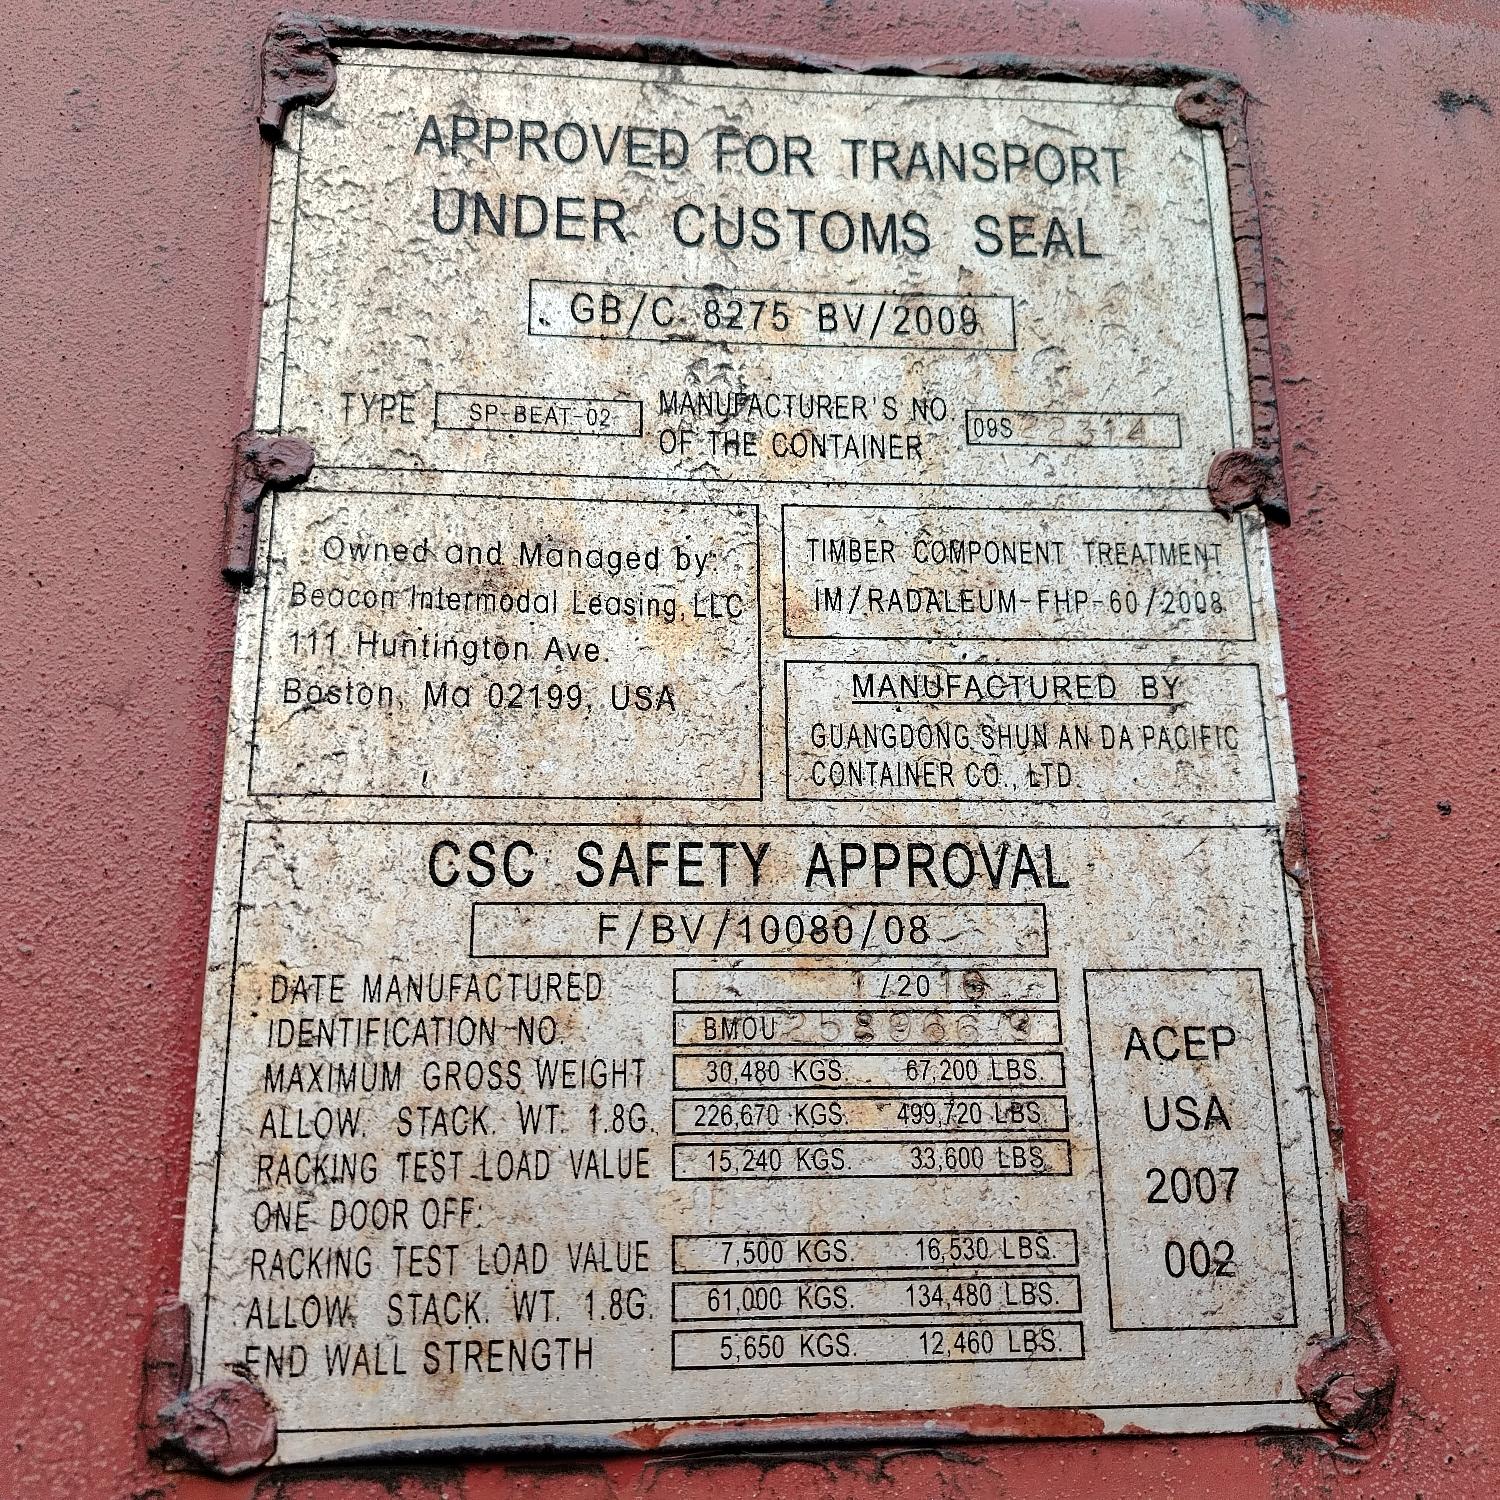 APPROVED FOR TRANSPORT
UNDER CUSTOMS SEAL
GB/C 8275 BV/2009
TYPE SP-BEAT-02 MANUFACTURER'S NO. OF THE CONTAINER 09S 22314
Owned and Managed by:
Beacon Intermodal Leasing, LLC
111 Huntington Ave.
Boston, Ma 02199, USA
TIMBER COMPONENT TREATMENT
IM/RADALEUM-FHP-60/2008
MANUFACTURED BY
GUANGDONG SHUN AN DA PACIFIC
CONTAINER CO., LTD
CSC SAFETY APPROVAL
F/BV/10080/08
DATE MANUFACTURED 1/2010
IDENTIFICATION NO. BMOU
MAXIMUM GROSS WEIGHT 30,480 KGS. 67,200 LBS.
ALLOW. STACK. WT. 1.8G. 226,670 KGS. 499,720 LBS.
RACKING TEST LOAD VALUE 15,240 KGS. 33,600 LBS.
ONE DOOR OFF:
RACKING TEST LOAD VALUE 7,500 KGS. 16,530 LBS.
ALLOW. STACK. WT. 1.8G. 61,000 KGS. 134,480 LBS.
END WALL STRENGTH 5,650 KGS. 12,460 LBS.
ACEP
USA
2007
002